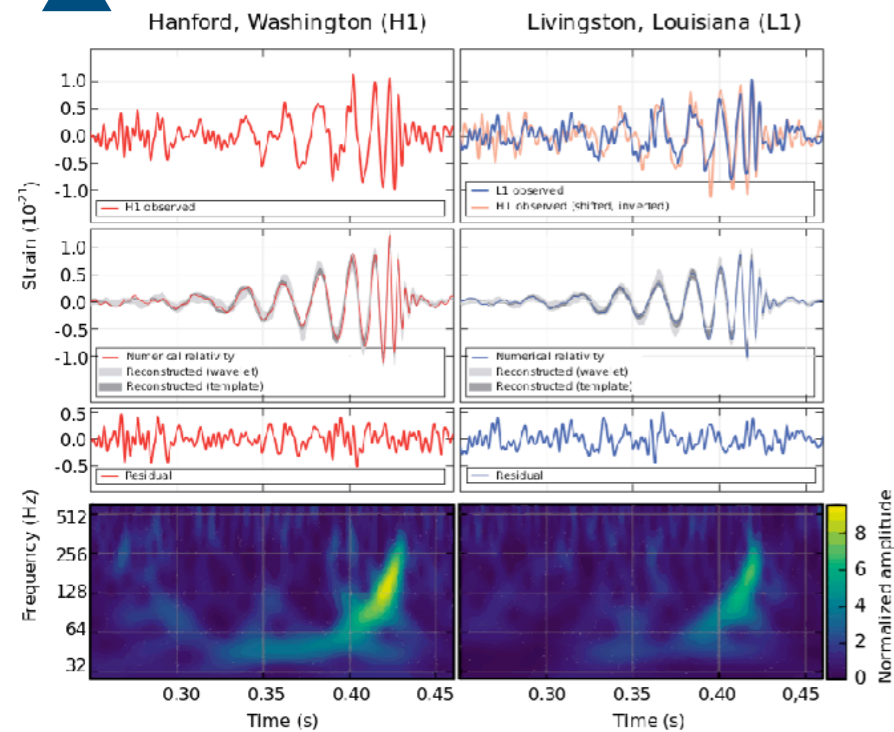 Hanford, Washington (H1)
Livingston, Louisiana (L1)
Strain (10⁻²¹)
1.0
0.5
0.0
-0.5
-1.0
H1 observed
L1 observed
H1 observed (shifted, inverted)
1.0
0.5
0.0
-0.5
-1.0
Numerical relativity
Reconstructed (wavelet)
Reconstructed (template)
Numerical relativity
Reconstructed (wavelet)
Reconstructed (template)
0.5
0.0
-0.5
Residual
Residual
Frequency (Hz)
512
256
128
64
32
8
6
4
2
0
Normalized amplitude
0.30
0.35
0.40
0.45
0.30
0.35
0.40
0,45
Time (s)
Time (s)